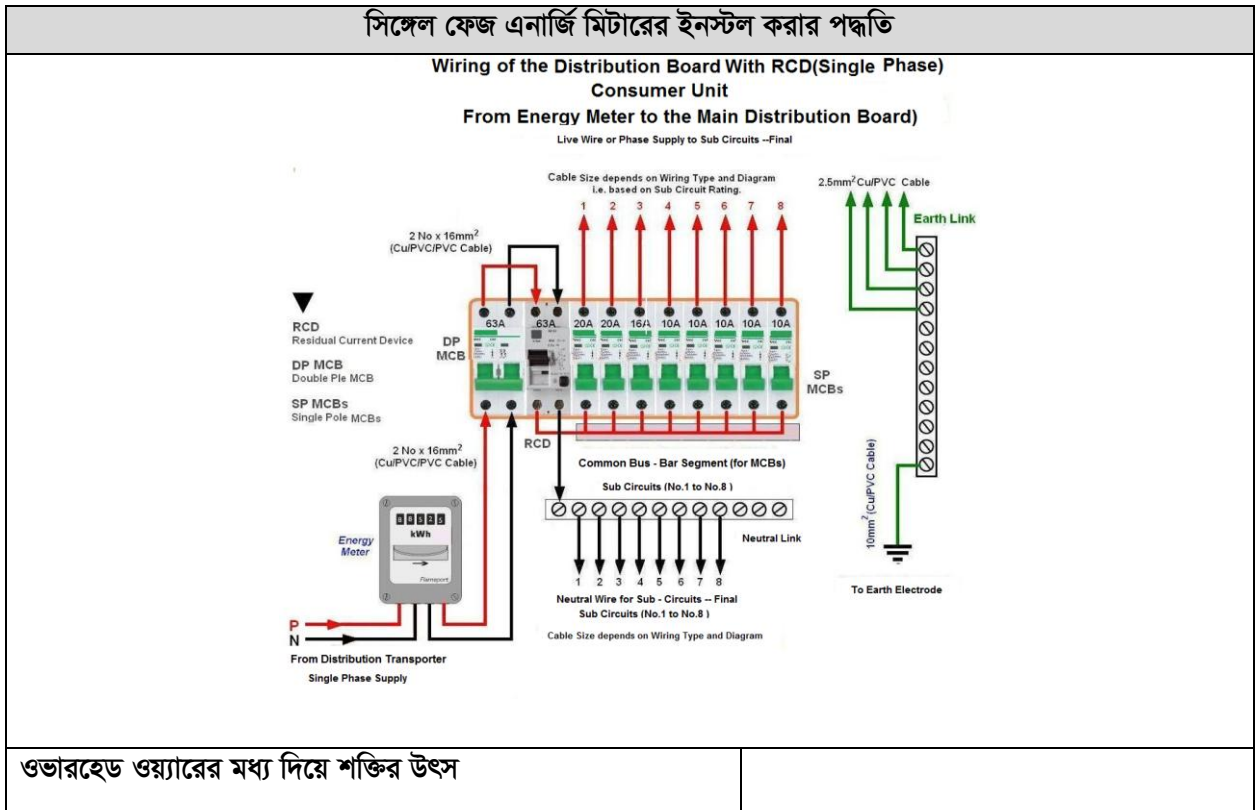 সিঙ্গেল ফেজ এনার্জি মিটারের ইনস্টল করার পদ্ধতি
Wiring of the Distribution Board With RCD(Single Phase)
Consumer Unit
From Energy Meter to the Main Distribution Board)
Live Wire or Phase Supply to Sub Circuits --Final
Cable Size depends on Wiring Type and Diagram
i.e. based on Sub Circuit Rating.
1 2 3 4 5 6 7 8
2.5mm² Cu/PVC Cable
Earth Link
2 No x 16mm²
(Cu/PVC/PVC Cable)
63A 63A 20A 20A 16A 10A 10A 10A 10A 10A
RCD
Residual Current Device
DP MCB
Double Ple MCB
SP MCBs
Single Pole MCBs
DP
MCB
SP
MCBs
RCD
2 No x 16mm²
(Cu/PVC/PVC Cable)
Common Bus - Bar Segment (for MCBs)
Sub Circuits (No.1 to No.8 )
Neutral Link
Energy
Meter
kWh
10mm² (Cu/PVC Cable)
1 2 3 4 5 6 7 8
Neutral Wire for Sub - Circuits -- Final
Sub Circuits (No.1 to No.8 )
Cable Size depends on Wiring Type and Diagram
To Earth Electrode
P
N
From Distribution Transporter
Single Phase Supply
ওভারহেড ওয়্যারের মধ্য দিয়ে শক্তির উৎস